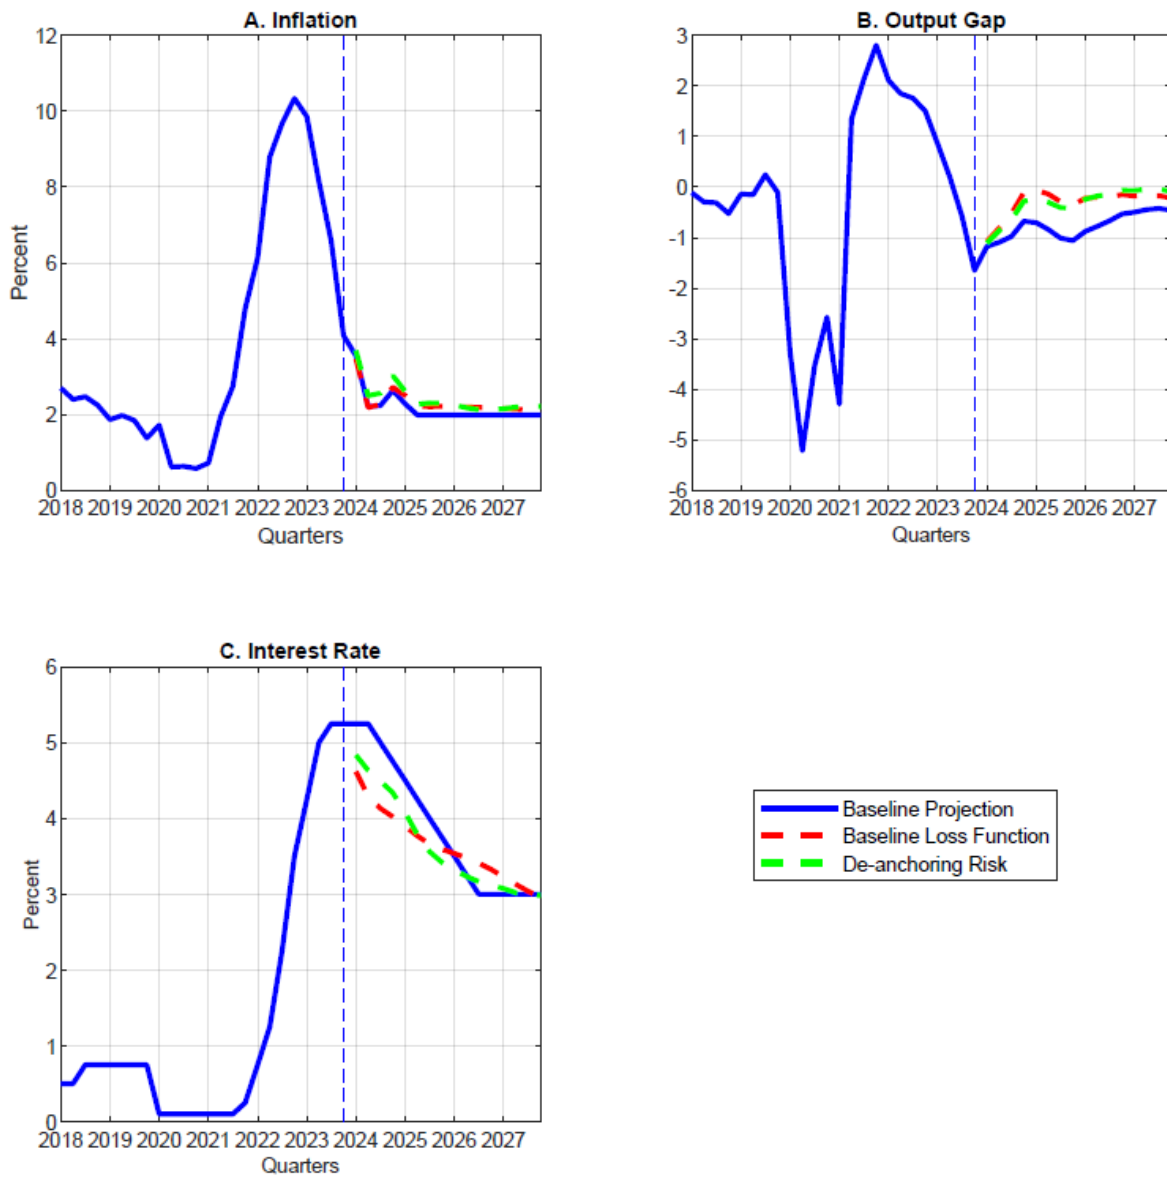 A. Inflation
12
10
8
6
4
2
0
Percent
2018 2019 2020 2021 2022 2023 2024 2025 2026 2027
Quarters
B. Output Gap
3
2
1
0
-1
-2
-3
-4
-5
-6
2018 2019 2020 2021 2022 2023 2024 2025 2026 2027
Quarters
C. Interest Rate
6
5
4
3
2
1
0
Percent
2018 2019 2020 2021 2022 2023 2024 2025 2026 2027
Quarters
Baseline Projection
Baseline Loss Function
De-anchoring Risk